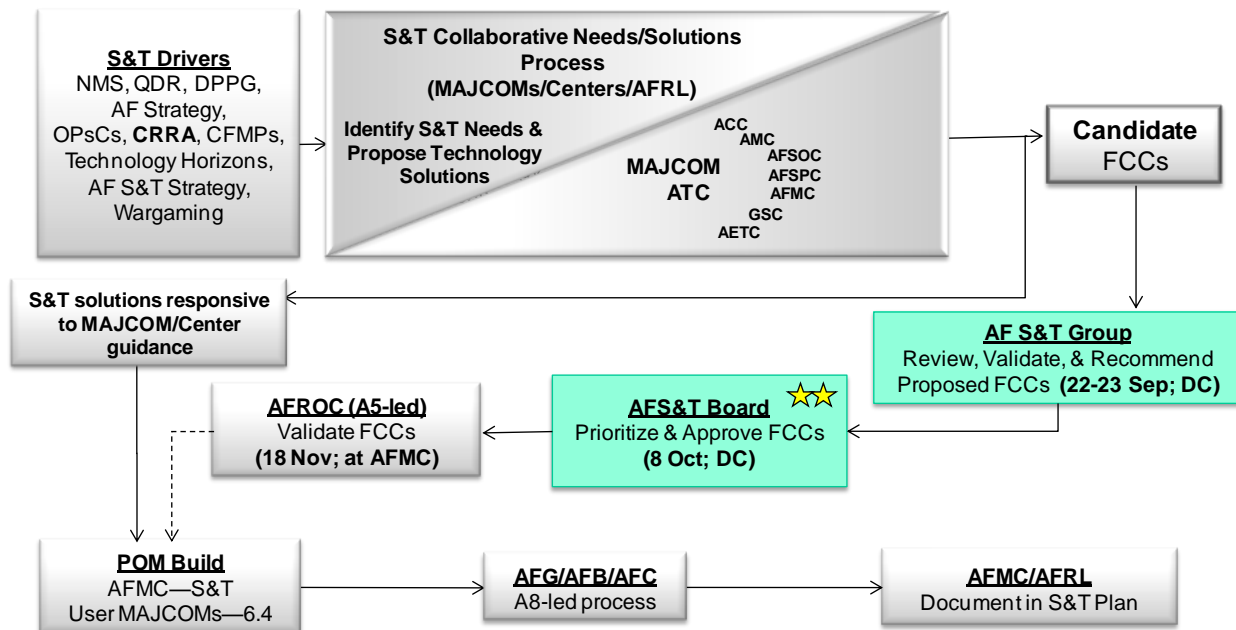 S&T Drivers
NMS, QDR, DPPG,
AF Strategy,
OPsCs, CRRA, CFMPs,
Technology Horizons,
AF S&T Strategy,
Wargaming
S&T Collaborative Needs/Solutions
Process
(MAJCOMs/Centers/AFRL)
Identify S&T Needs &
Propose Technology
Solutions
MAJCOM
ATC
ACC
AMC
AFSOC
AFSPC
AFMC
GSC
AETC
Candidate
FCCs
S&T solutions responsive
to MAJCOM/Center
guidance
AF S&T Group
Review, Validate, & Recommend
Proposed FCCs (22-23 Sep; DC)
AFS&T Board
Prioritize & Approve FCCs
(8 Oct; DC)
AFROC (A5-led)
Validate FCCs
(18 Nov; at AFMC)
POM Build
AFMC—S&T
User MAJCOMs—6.4
AFG/AFB/AFC
A8-led process
AFMC/AFRL
Document in S&T Plan